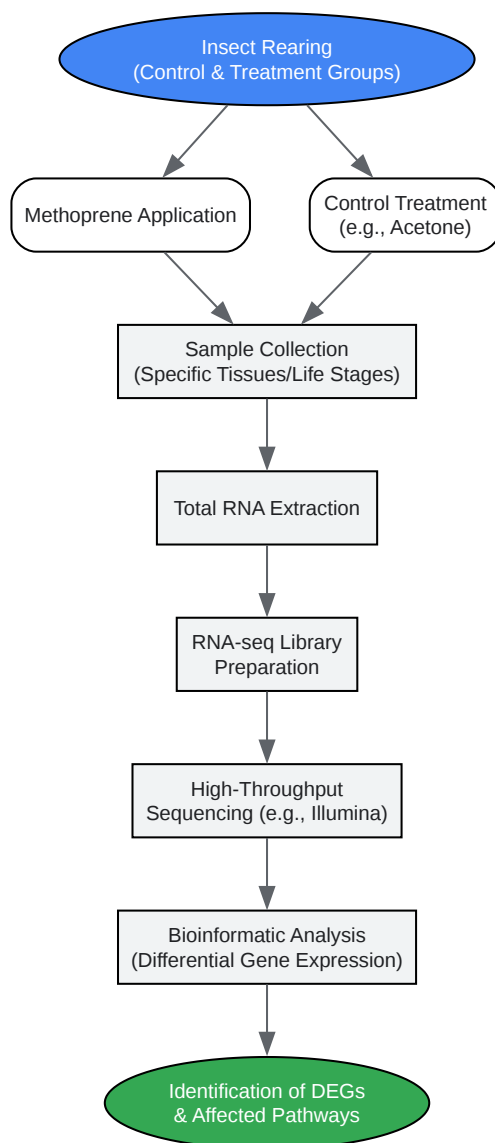 Insect Rearing
(Control & Treatment Groups)
Methoprene Application
Control Treatment
(e.g., Acetone)
Sample Collection
(Specific Tissues/Life Stages)
Total RNA Extraction
RNA-seq Library
Preparation
High-Throughput
Sequencing (e.g., Illumina)
Bioinformatic Analysis
(Differential Gene Expression)
Identification of DEGs
& Affected Pathways